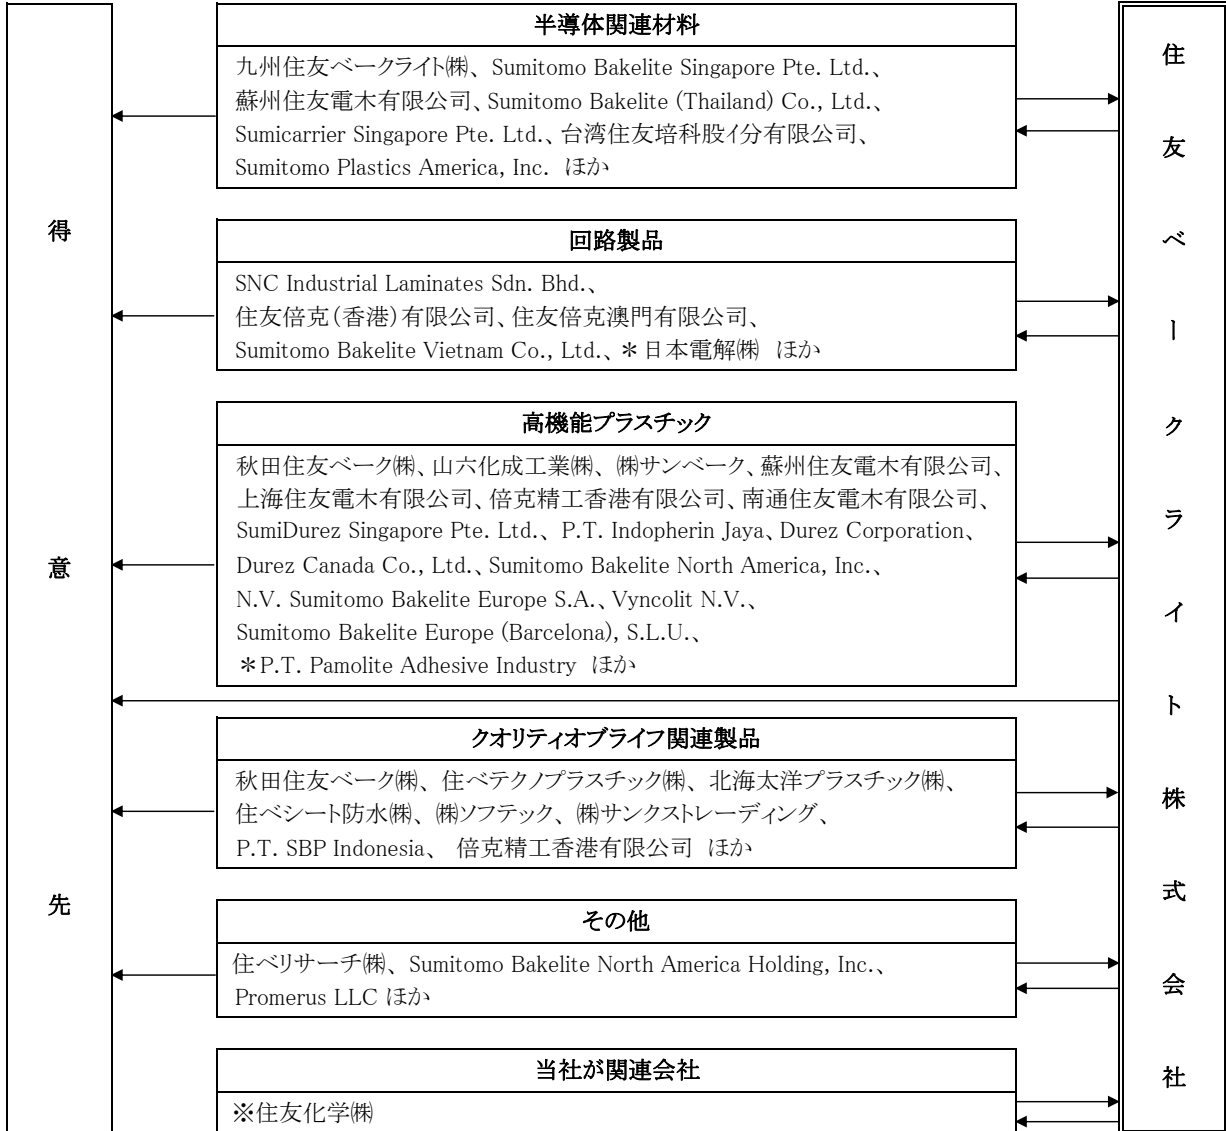 半導体関連材料
九州住友ベークライト㈱、 Sumitomo Bakelite Singapore Pte. Ltd.、
蘇州住友電木有限公司、Sumitomo Bakelite (Thailand) Co., Ltd.、
Sumicarrier Singapore Pte. Ltd.、台湾住友培科股イ分有限公司、
Sumitomo Plastics America, Inc. ほか
回路製品
SNC Industrial Laminates Sdn. Bhd.、
住友倍克（香港）有限公司、住友倍克澳門有限公司、
Sumitomo Bakelite Vietnam Co., Ltd.、＊日本電解㈱ ほか
高機能プラスチック
秋田住友ベーク㈱、山六化成工業㈱、 ㈱サンベーク、蘇州住友電木有限公司、
上海住友電木有限公司、倍克精工香港有限公司、南通住友電木有限公司、
SumiDurez Singapore Pte. Ltd.、 P.T. Indopherin Jaya、Durez Corporation、
Durez Canada Co., Ltd.、Sumitomo Bakelite North America, Inc.、
N.V. Sumitomo Bakelite Europe S.A.、Vyncolit N.V.、
Sumitomo Bakelite Europe (Barcelona), S.L.U.、
＊P.T. Pamolite Adhesive Industry ほか
クオリティオブライフ関連製品
秋田住友ベーク㈱、 住ベテクノプラスチック㈱、 北海太洋プラスチック㈱、
住ベシート防水㈱、 ㈱ソフテック、 ㈱サンクストレーディング、
P.T. SBP Indonesia、 倍克精工香港有限公司 ほか
その他
住ベリサーチ㈱、 Sumitomo Bakelite North America Holding, Inc.、
Promerus LLC ほか
当社が関連会社
※住友化学㈱
得意先
住友ベークライト株式会社